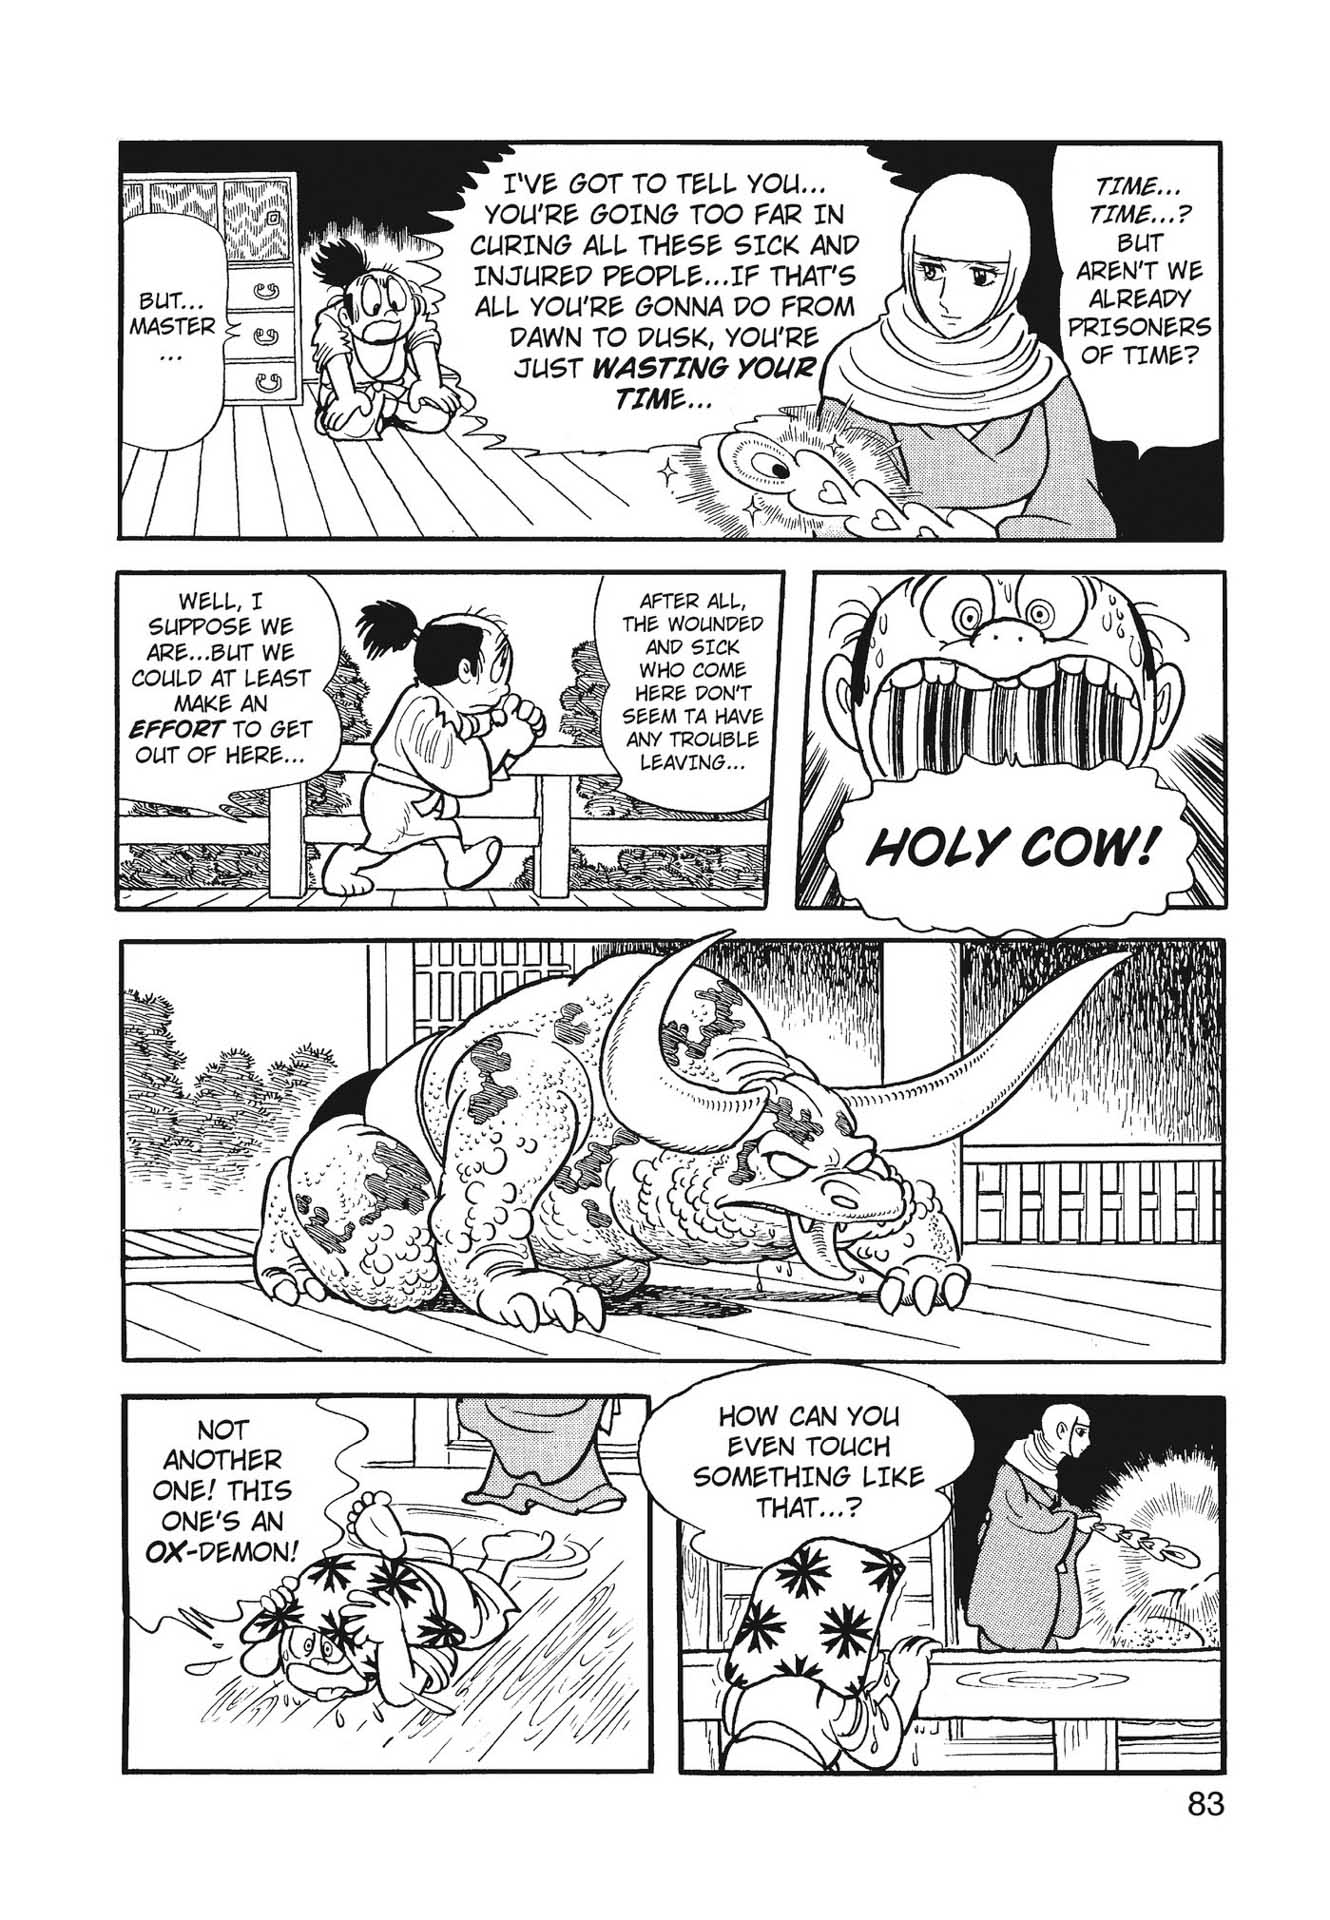 BUT...
MASTER
...
I'VE GOT TO TELL YOU...
YOU'RE GOING TOO FAR IN
CURING ALL THESE SICK AND
INJURED PEOPLE...IF THAT'S
ALL YOU'RE GONNA DO FROM
DAWN TO DUSK, YOU'RE
JUST WASTING YOUR
TIME...
TIME...
TIME...?
BUT
AREN'T WE
ALREADY
PRISONERS
OF TIME?
WELL, I
SUPPOSE WE
ARE...BUT WE
COULD AT LEAST
MAKE AN
EFFORT TO GET
OUT OF HERE...
AFTER ALL,
THE WOUNDED
AND SICK
WHO COME
HERE DON'T
SEEM TA HAVE
ANY TROUBLE
LEAVING...
HOLY COW!
NOT
ANOTHER
ONE! THIS
ONE'S AN
OX-DEMON!
HOW CAN YOU
EVEN TOUCH
SOMETHING LIKE
THAT...?
83